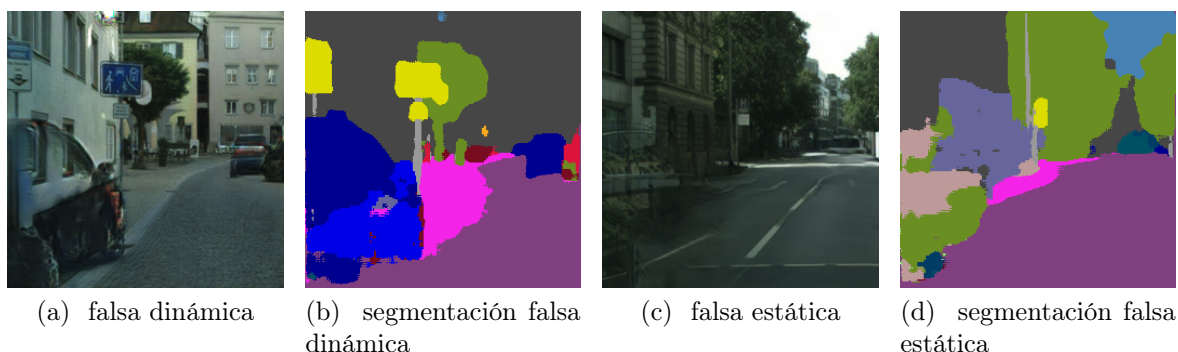 (a) falsa dinámica
(b) segmentación falsa
dinámica
(c) falsa estática
(d) segmentación falsa
estática